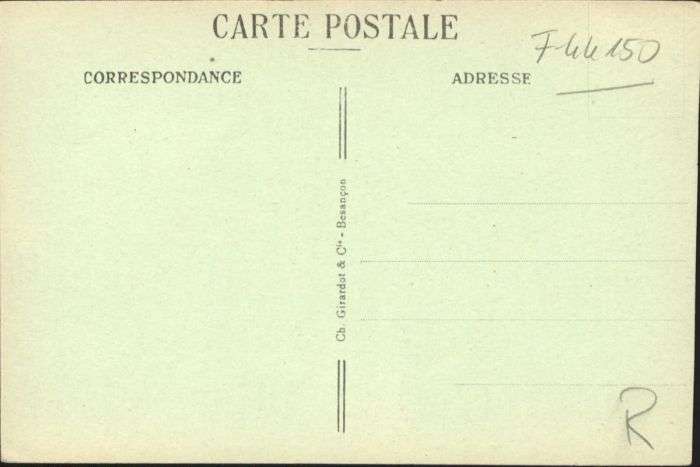 CARTE POSTALE
F44150
CORRESPONDANCE
ADRESSE
Ch. Girardot & Cie - Besançon
R